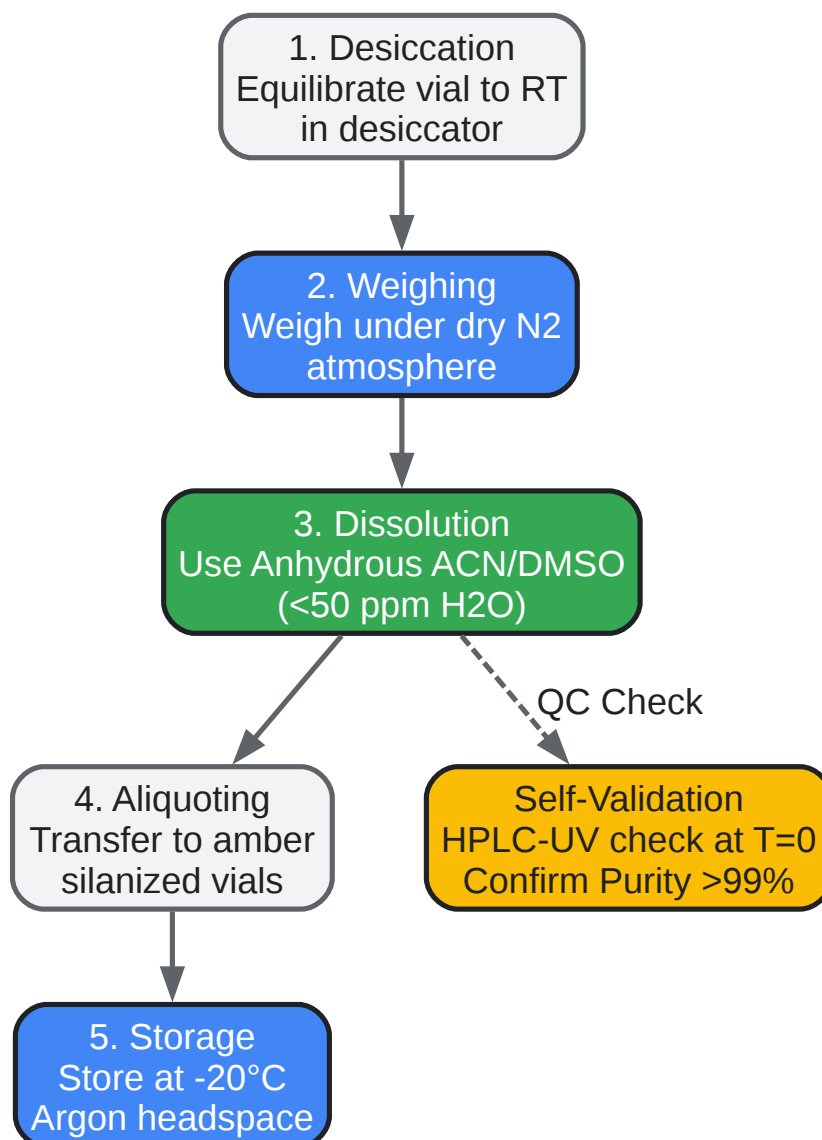 1. Desiccation
Equilibrate vial to RT
in desiccator
2. Weighing
Weigh under dry N2
atmosphere
3. Dissolution
Use Anhydrous ACN/DMSO
(<50 ppm H2O)
QC Check
4. Aliquoting
Transfer to amber
silanized vials
Self-Validation
HPLC-UV check at T=0
Confirm Purity >99%
5. Storage
Store at -20°C
Argon headspace